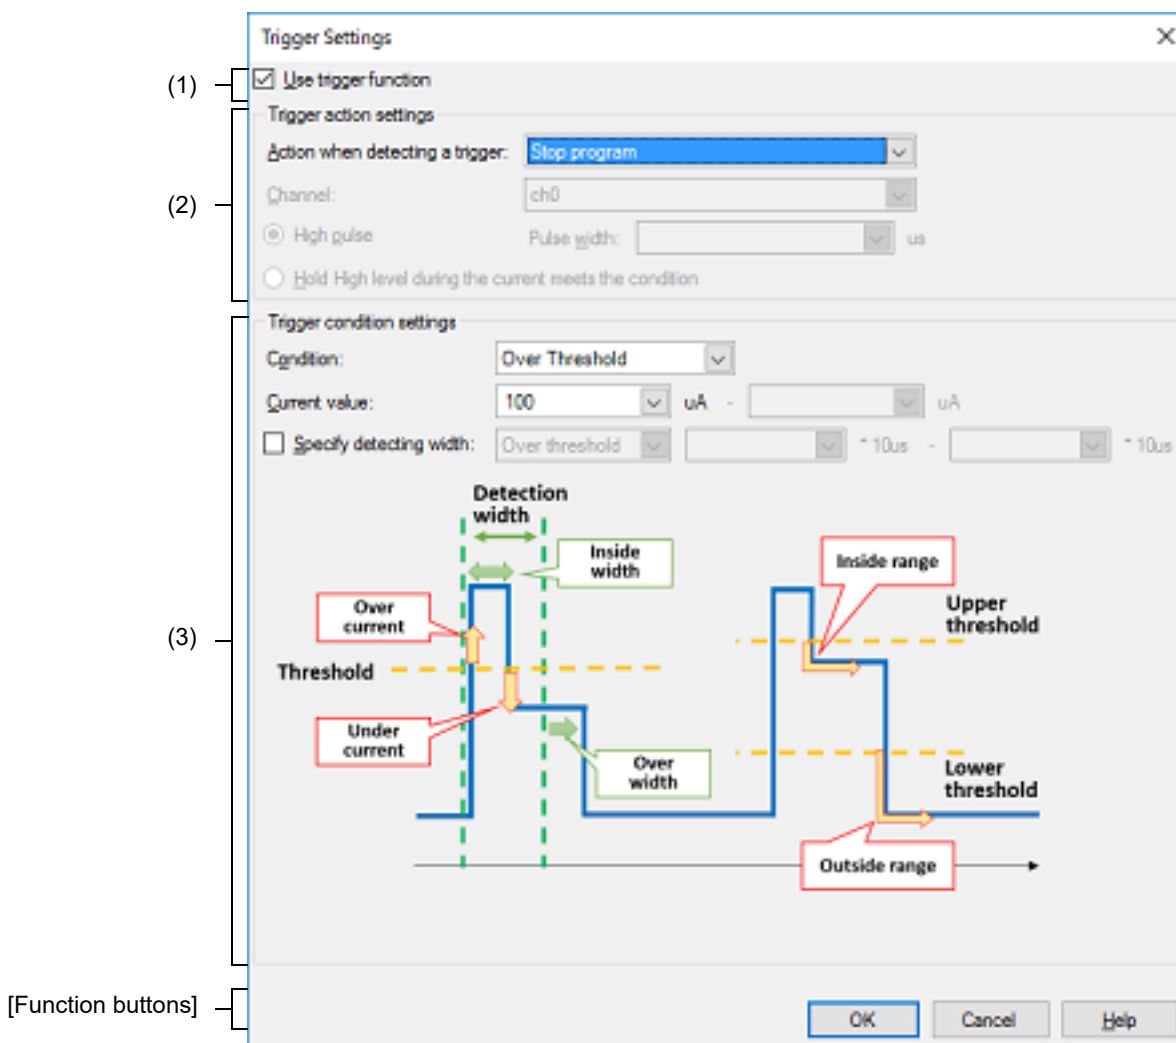 Trigger Settings
(1)
Use trigger function
Trigger action settings
Action when detecting a trigger: Stop program
(2)
Channel: ch0
High pulse Pulse width: us
Hold High level during the current meets the condition
Trigger condition settings
Condition: Over Threshold
Current value: 100 uA - uA
Specify detecting width: Over threshold * 10us - * 10us
Detection
width
Inside
width
Inside range
Over
current
Upper
threshold
(3)
Threshold
Under
current
Over
width
Lower
threshold
Outside range
[Function buttons]
OK Cancel Help